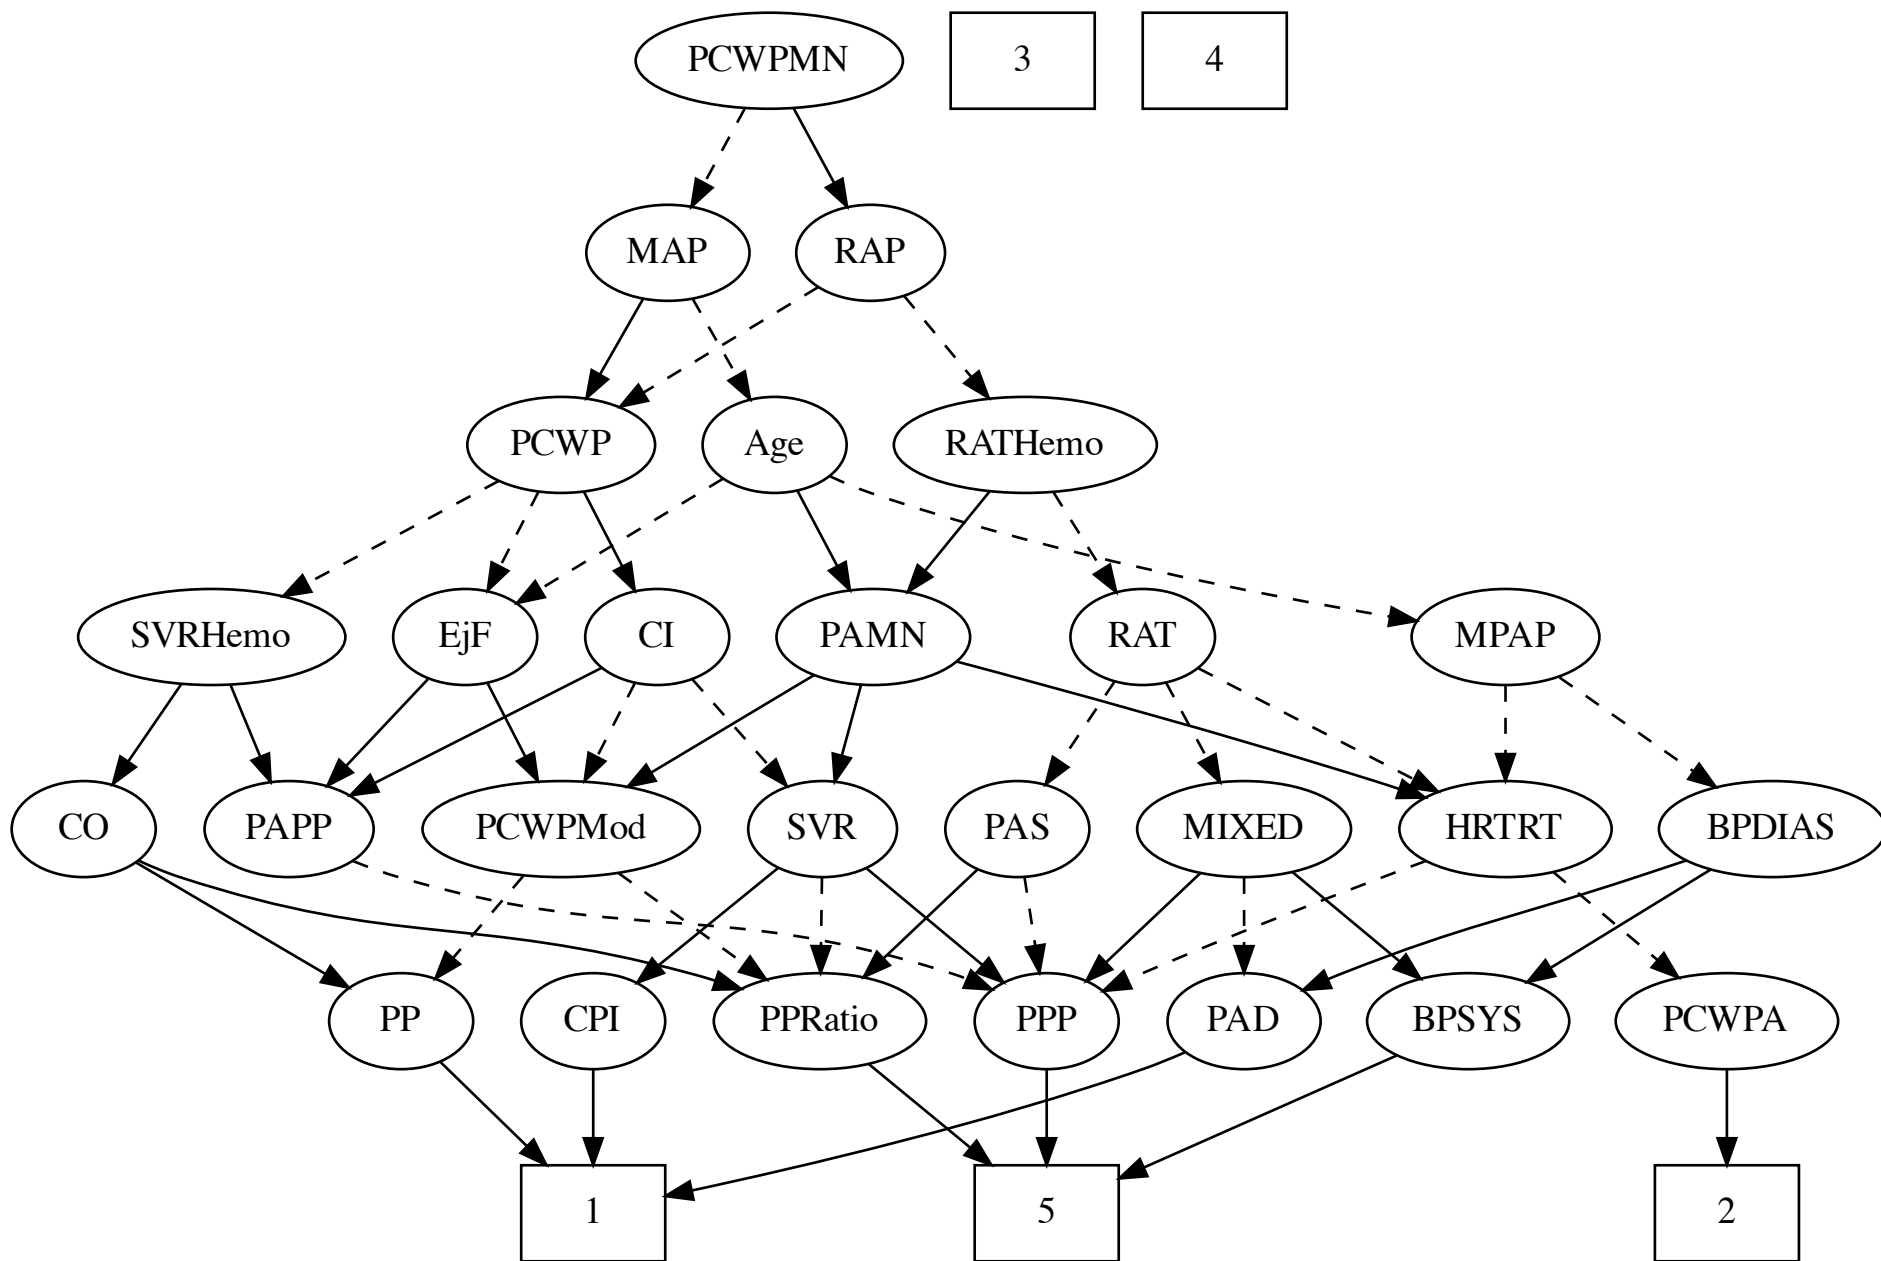 PCWPMN
3
4
MAP
RAP
PCWP
Age
RATHemo
SVRHemo
EjF
CI
PAMN
RAT
MPAP
CO
PAPP
PCWPMod
SVR
PAS
MIXED
HRTRT
BPDIAS
PP
CPI
PPRatio
PPP
PAD
BPSYS
PCWPA
1
5
2